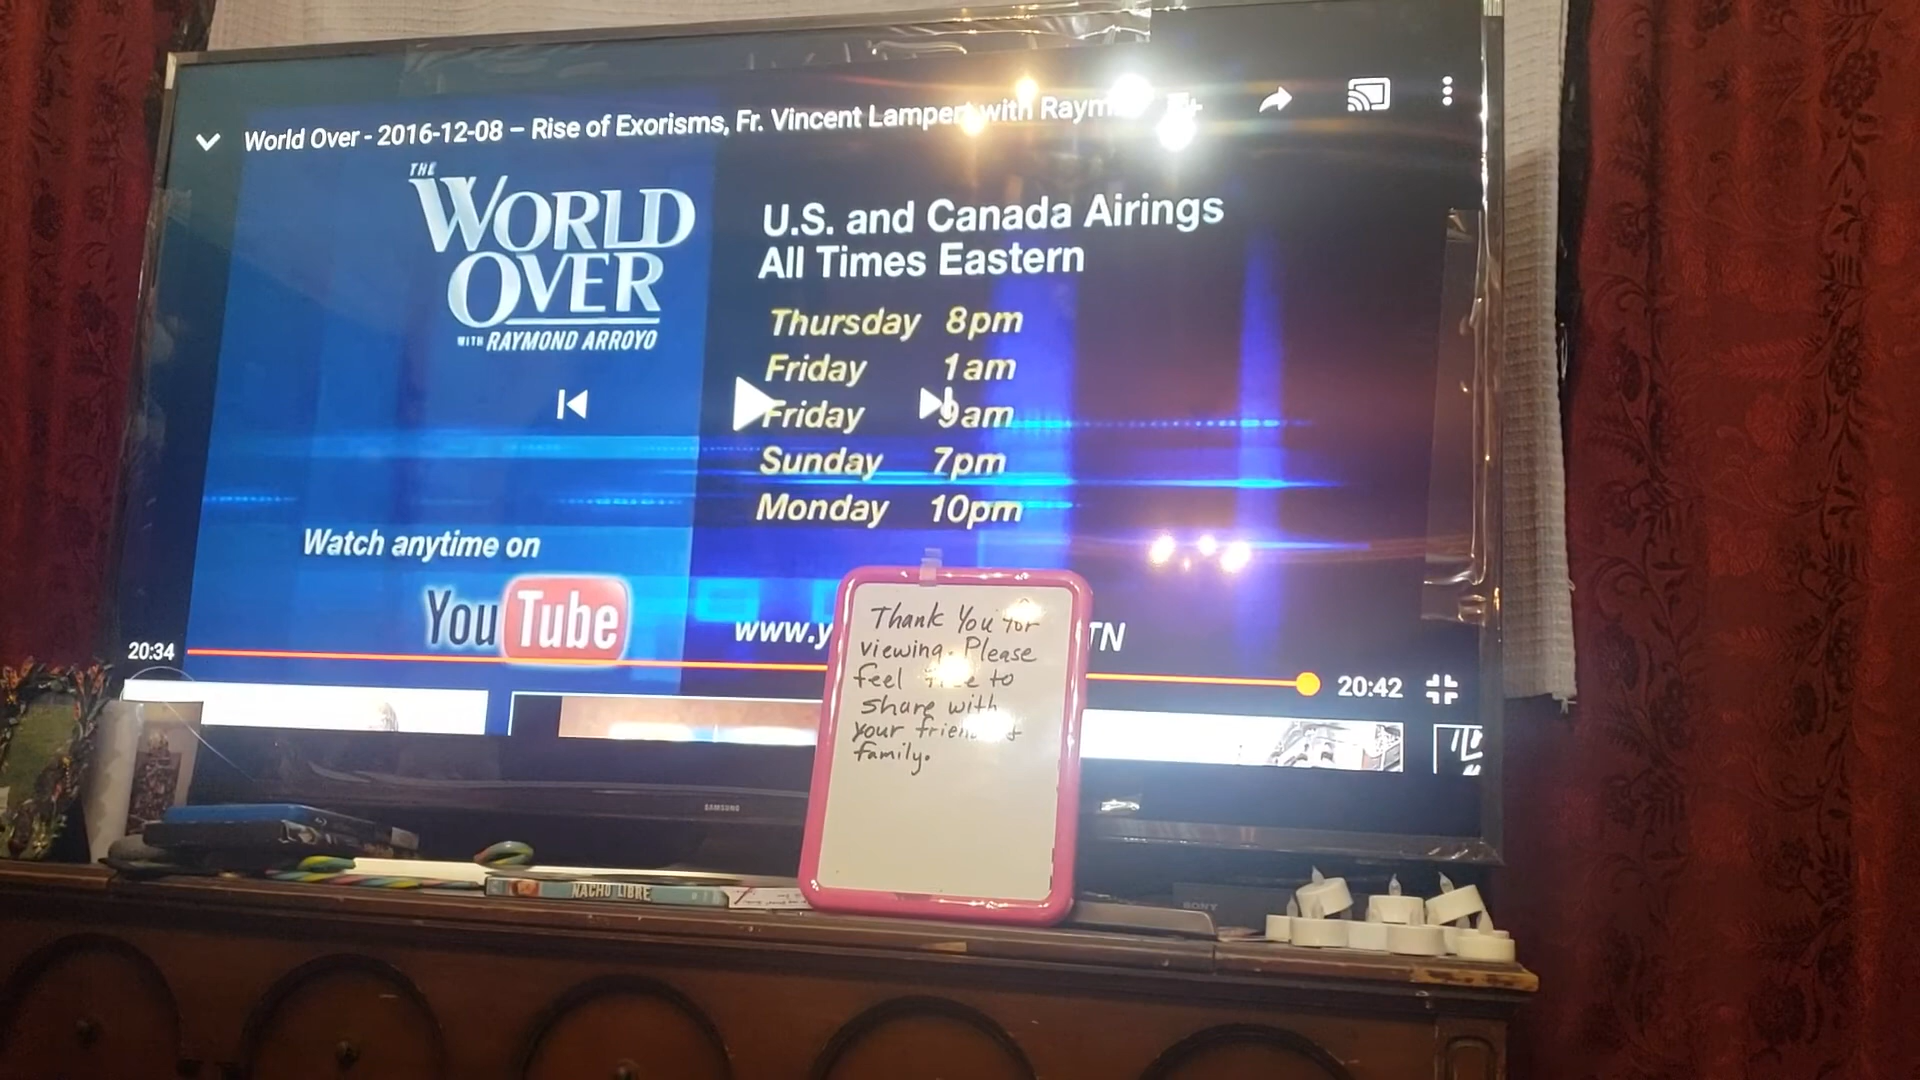 World Over - 2016-12-08 – Rise of Exorisms, Fr. Vincent Lampert with Raym
THE
WORLD
OVER
WITH RAYMOND ARROYO
U.S. and Canada Airings
All Times Eastern
Thursday 8pm
Friday 1am
Friday 9am
Sunday 7pm
Monday 10pm
Watch anytime on
YouTube
www.y
TN
20:34
20:42
Thank You for
viewing. Please
feel to
share with
your
family.
SAMSUNG
NACHO LIBRE
SONY